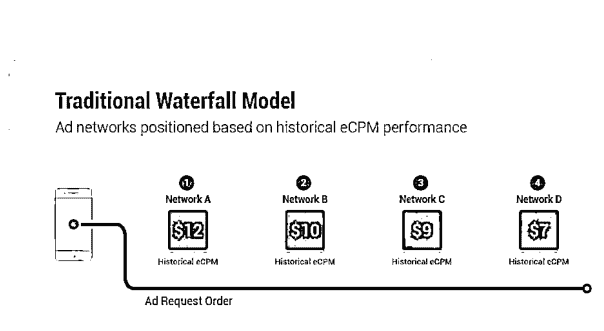 Traditional Waterfall Model
Ad networks positioned based on historical eCPM performance
1 2 3 4
Network A Network B Network C Network D
$12 $10 $9 $7
Historical eCPM Historical eCPM Historical eCPM Historical eCPM
Ad Request Order